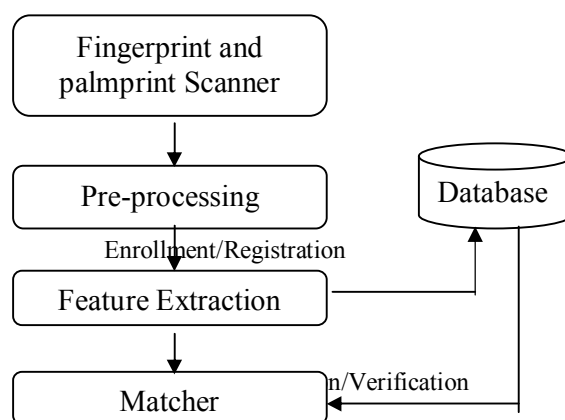 Fingerprint and
palmprint Scanner
Pre-processing
Database
Enrollment/Registration
Feature Extraction
n/Verification
Matcher